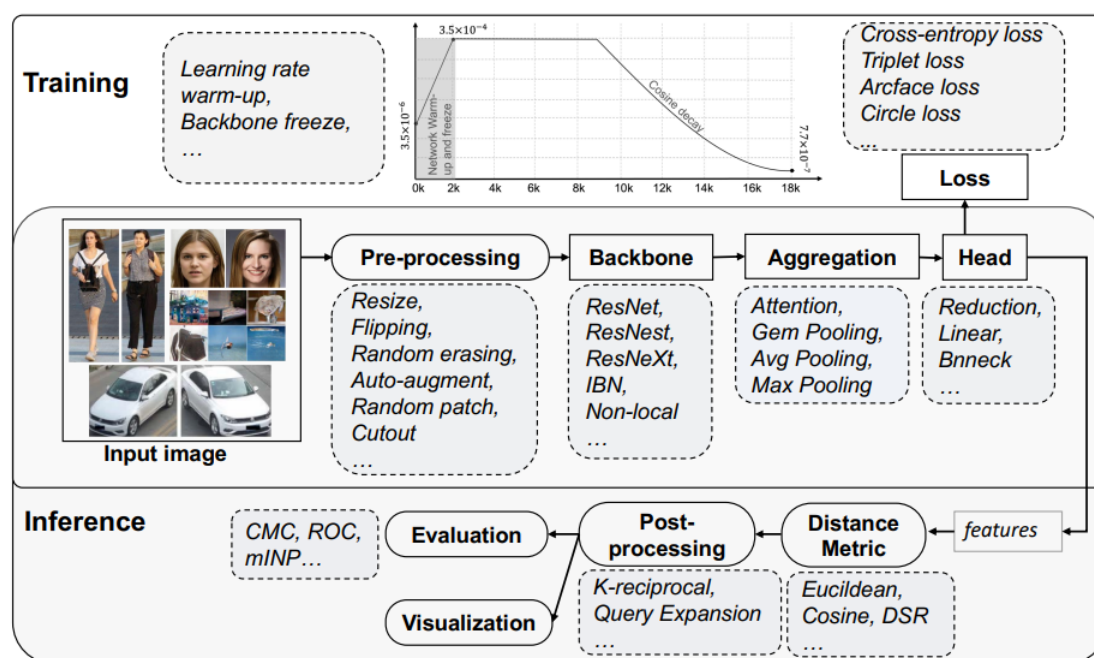 Training
Learning rate
warm-up,
Backbone freeze,
…
3.5×10⁻⁴
3.5×10⁻⁶
Network Warm-
up and freeze
Cosine decay
7.7×10⁻⁷
0k 2k 4k 6k 8k 10k 12k 14k 16k 18k
Cross-entropy loss
Triplet loss
Arcface loss
Circle loss
...
Loss
Input image
Pre-processing
Resize,
Flipping,
Random erasing,
Auto-augment,
Random patch,
Cutout
…
Backbone
ResNet,
ResNest,
ResNeXt,
IBN,
Non-local
…
Aggregation
Attention,
Gem Pooling,
Avg Pooling,
Max Pooling
Head
Reduction,
Linear,
Bnneck
…
Inference
CMC, ROC,
mINP…
Evaluation
Visualization
Post-
processing
K-reciprocal,
Query Expansion
…
Distance
Metric
Eucildean,
Cosine, DSR
…
features